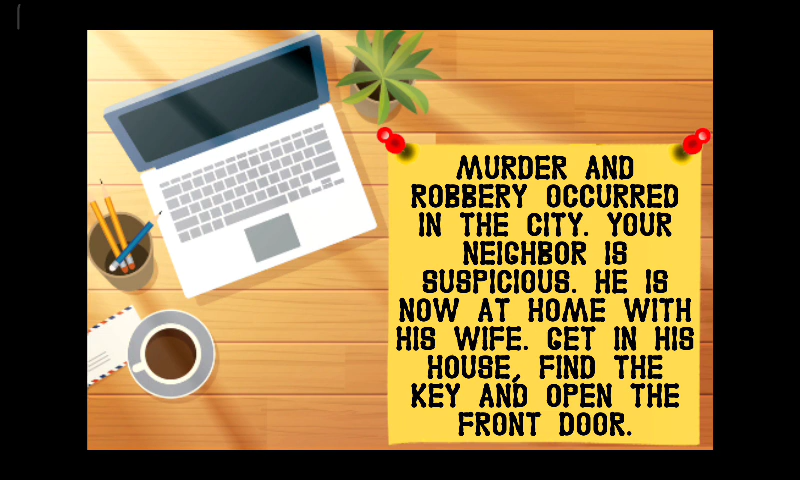 MURDER AND
ROBBERY OCCURRED
IN THE CITY. YOUR
NEIGHBOR IS
SUSPICIOUS. HE IS
NOW AT HOME WITH
HIS WIFE. GET IN HIS
HOUSE, FIND THE
KEY AND OPEN THE
FRONT DOOR.